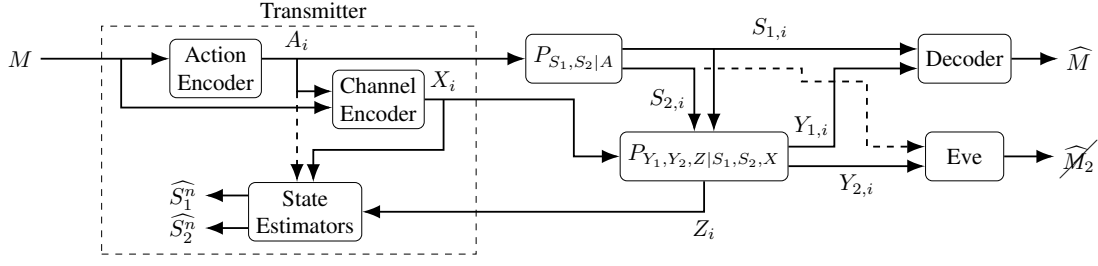 Transmitter
M
Action
Encoder
A_i
Channel
Encoder
X_i
P_{S_1,S_2|A}
S_{1,i}
S_{2,i}
Decoder
\widehat{M}
Y_{1,i}
P_{Y_1,Y_2,Z|S_1,S_2,X}
Eve
\widehat{M}_2
Y_{2,i}
State
Estimators
\widehat{S_1^n}
\widehat{S_2^n}
Z_i